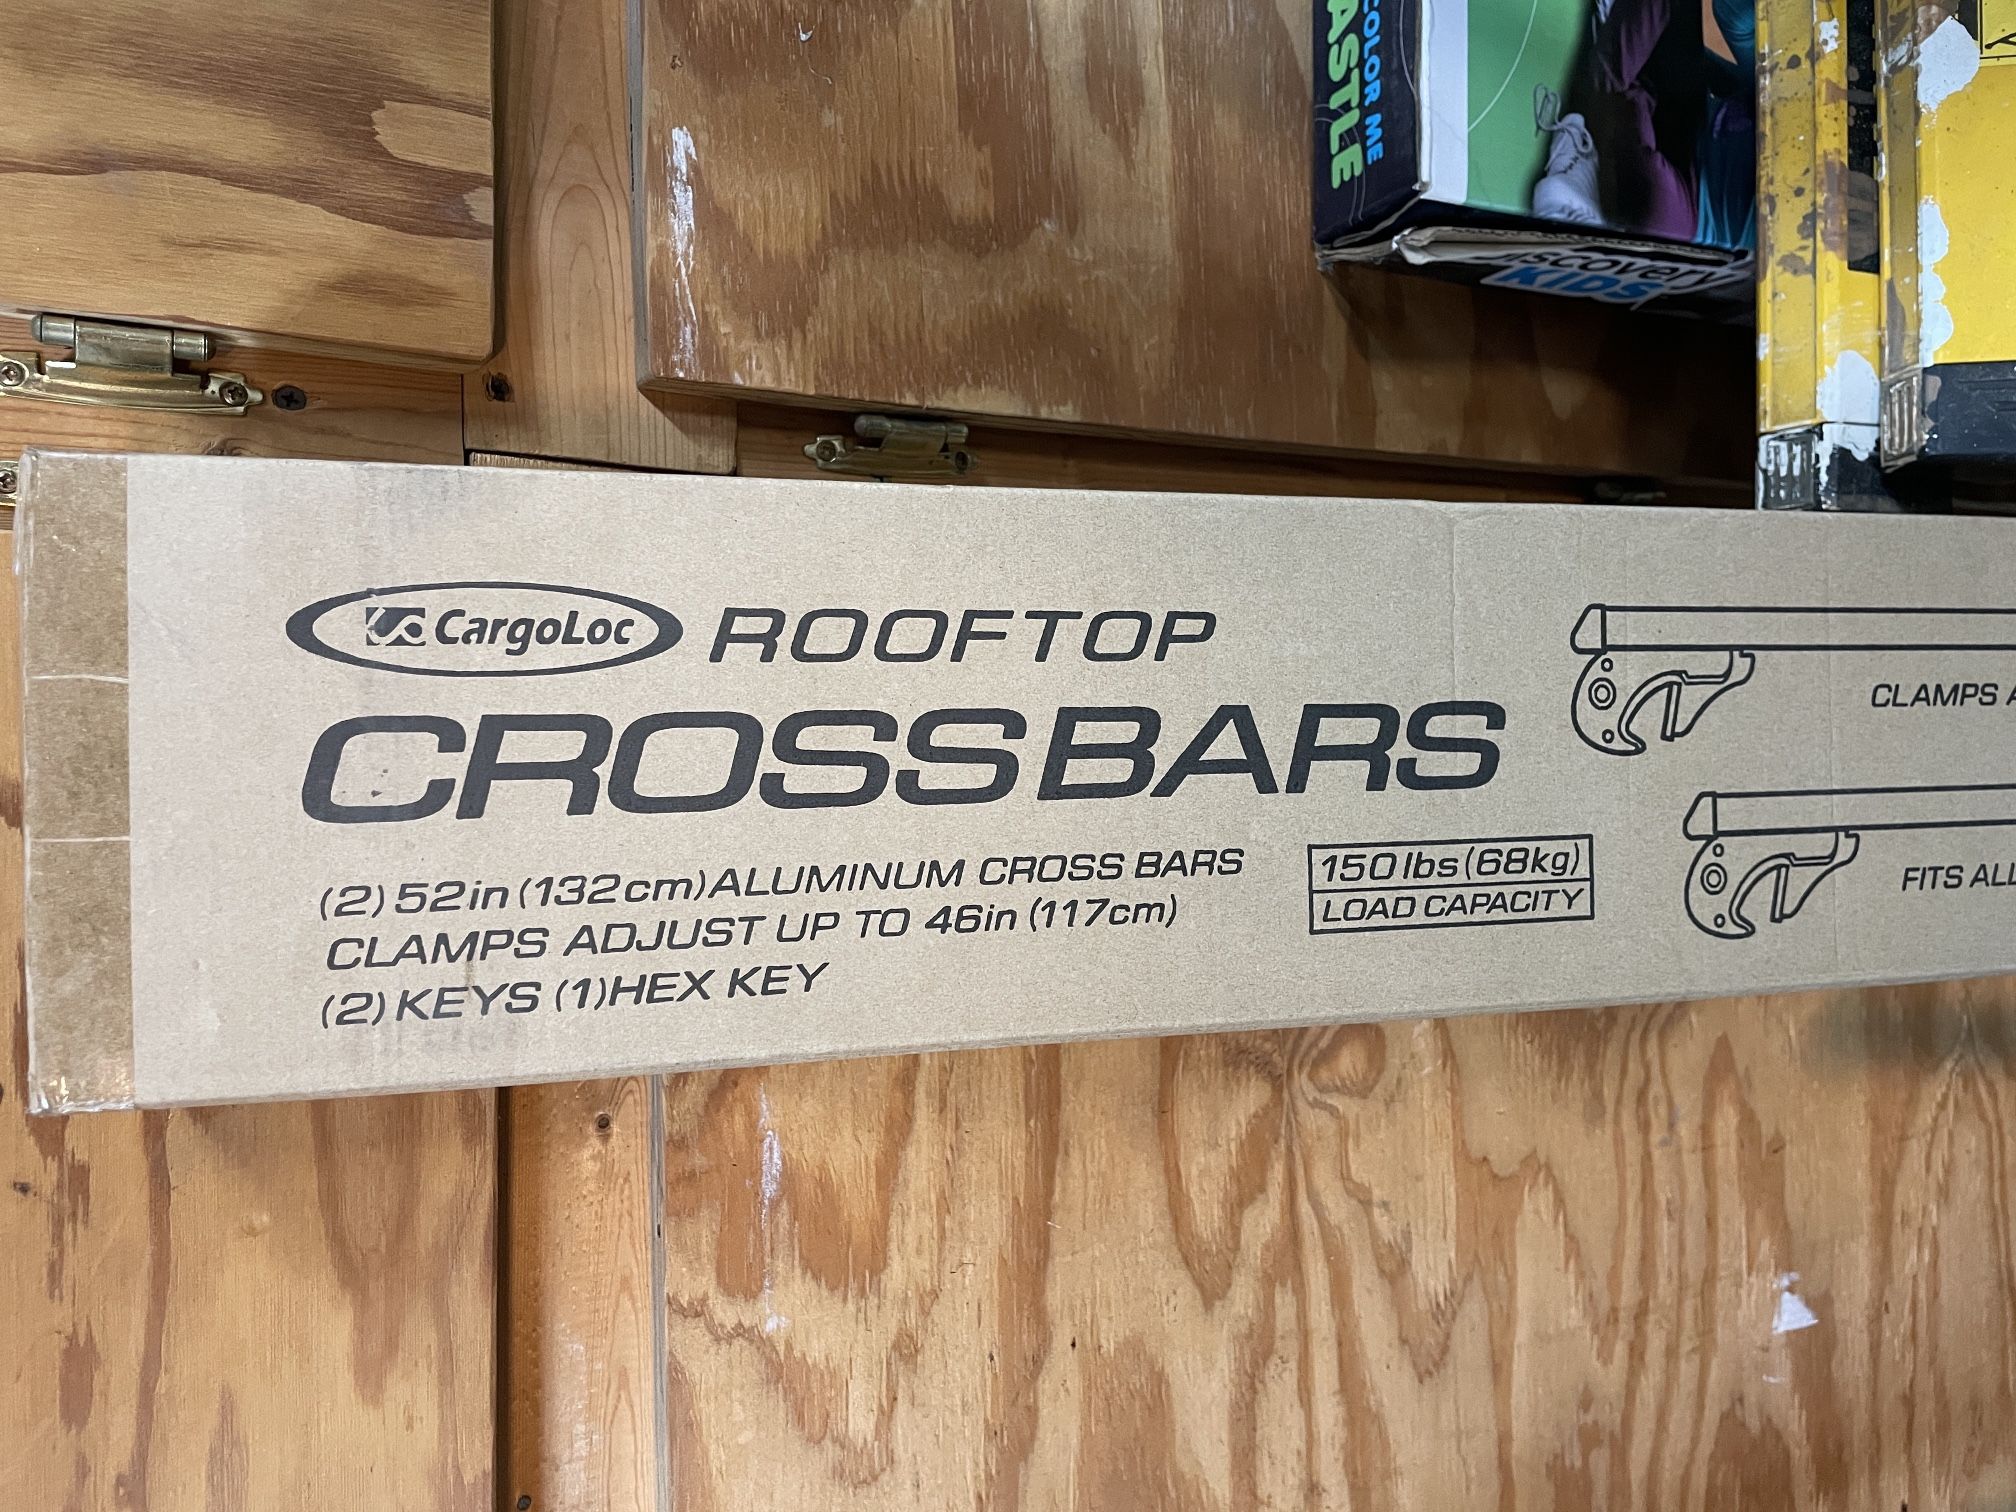 COLOR ME
ASTLE
Discovery
KIDS
CargoLoc ROOFTOP
CROSSBARS
(2) 52in (132cm) ALUMINUM CROSS BARS
CLAMPS ADJUST UP TO 46in (117cm)
(2) KEYS (1) HEX KEY
150 lbs (68kg)
LOAD CAPACITY
CLAMPS A
FITS ALL